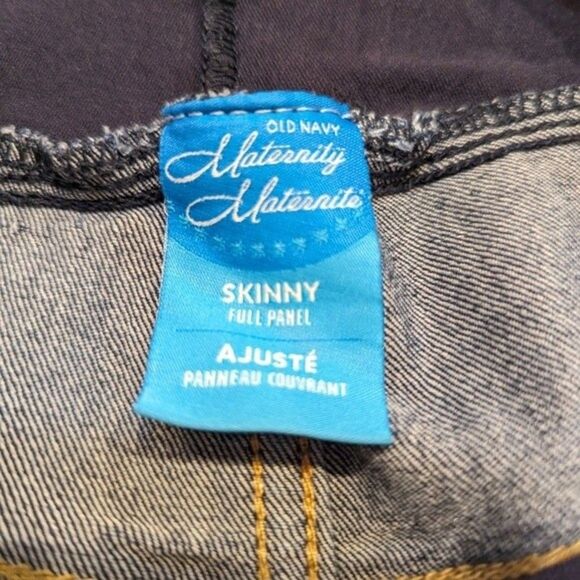 OLD NAVY
Maternity
Maternité
SKINNY
FULL PANEL
AJUSTÉ
PANNEAU COUVRANT